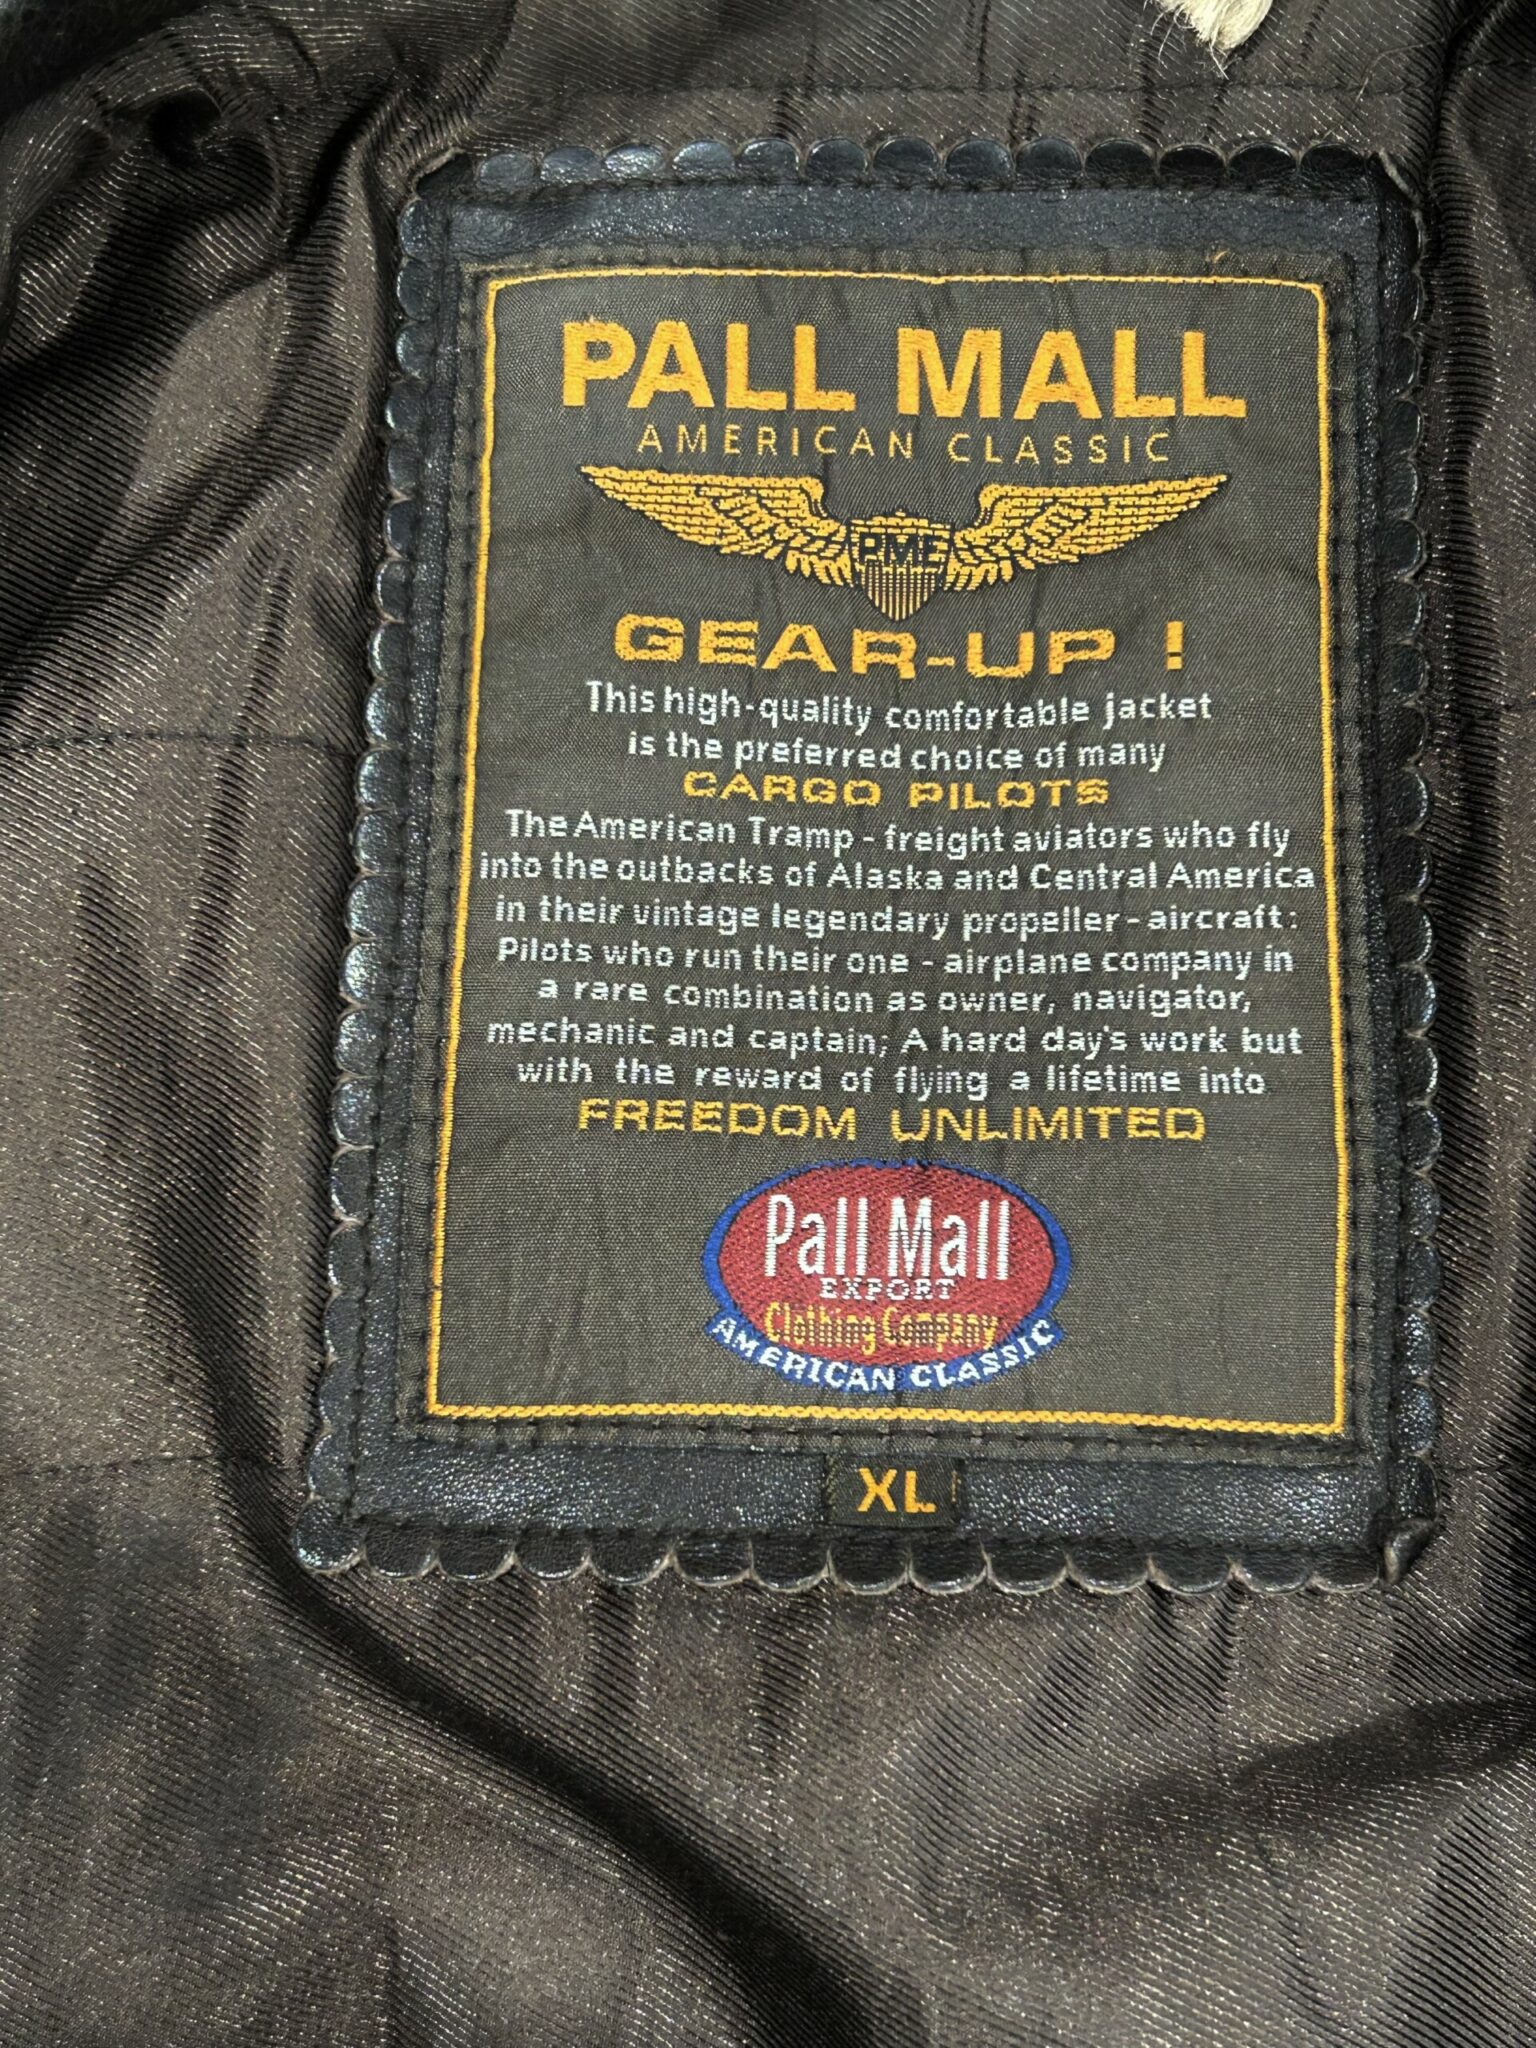 PALL MALL
AMERICAN CLASSIC
PME
GEAR-UP !
This high-quality comfortable jacket
is the preferred choice of many
CARGO PILOTS
The American Tramp - freight aviators who fly
into the outbacks of Alaska and Central America
in their vintage legendary propeller - aircraft:
Pilots who run their one - airplane company in
a rare combination as owner, navigator,
mechanic and captain; A hard day's work but
with the reward of flying a lifetime into
FREEDOM UNLIMITED
Pall Mall
EXPORT
Clothing Company
AMERICAN CLASSIC
XL